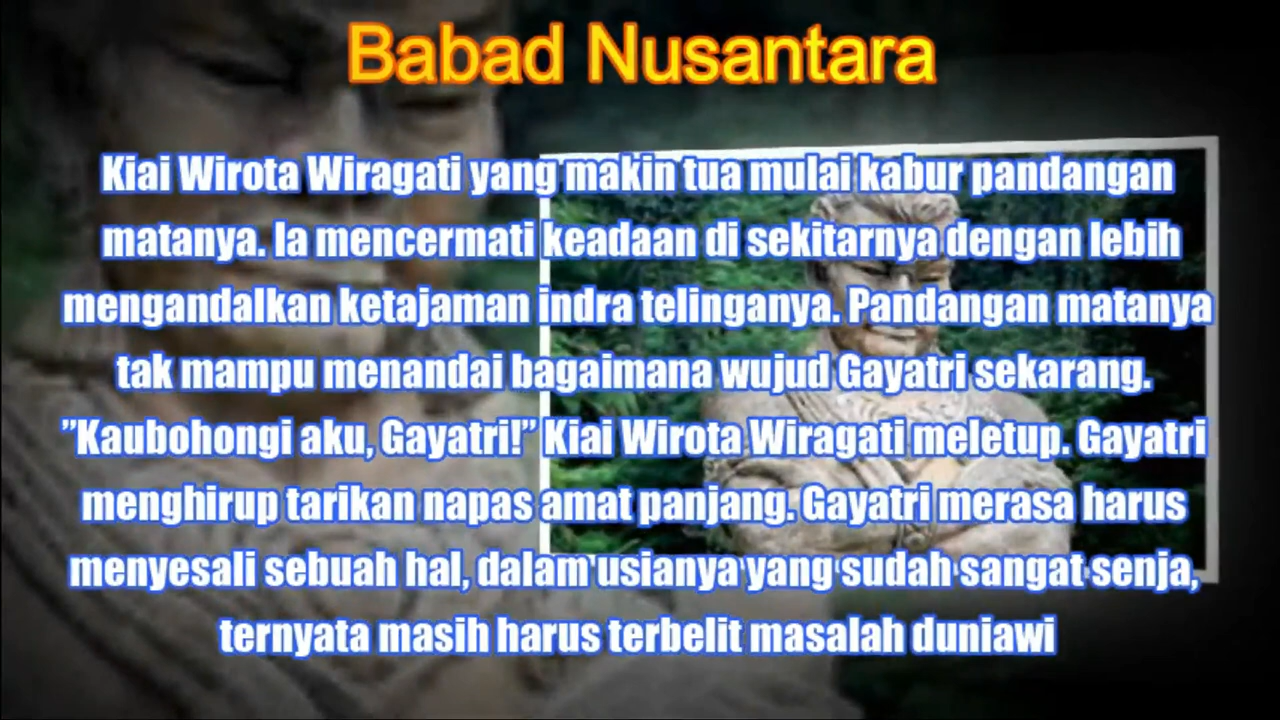 Babad Nusantara
Kiai Wirota Wiragati yang makin tua mulai kabur pandangan
matanya. Ia mencermati keadaan di sekitarnya dengan lebih
mengandalkan ketajaman indra telinganya. Pandangan matanya
tak mampu menandai bagaimana wujud Gayatri sekarang.
”Kaubohongi aku, Gayatri!” Kiai Wirota Wiragati meletup. Gayatri
menghirup tarikan napas amat panjang. Gayatri merasa harus
menyesali sebuah hal, dalam usianya yang sudah sangat senja,
ternyata masih harus terbelit masalah duniawi